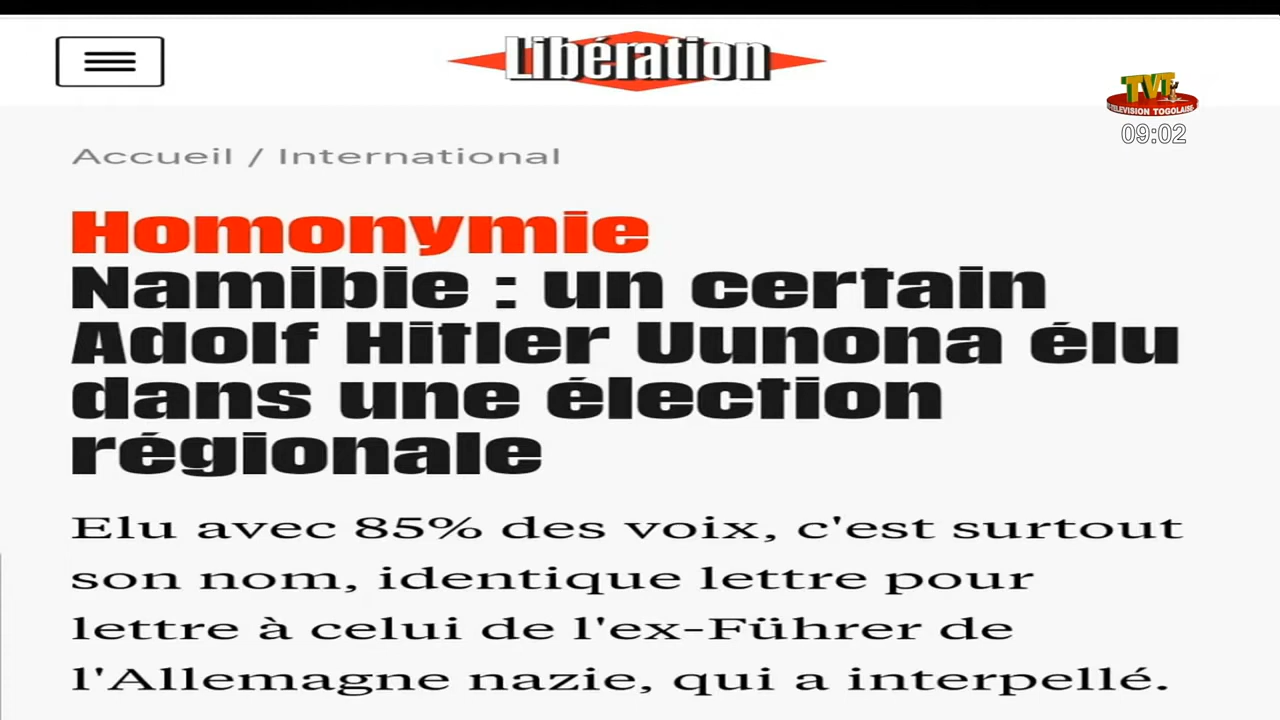 Libération
TVT
TELEVISION TOGOLAISE
09:02
Accueil / International
Homonymie
Namibie : un certain
Adolf Hitler Uunona élu
dans une élection
régionale
Elu avec 85% des voix, c'est surtout
son nom, identique lettre pour
lettre à celui de l'ex-Führer de
l'Allemagne nazie, qui a interpellé.